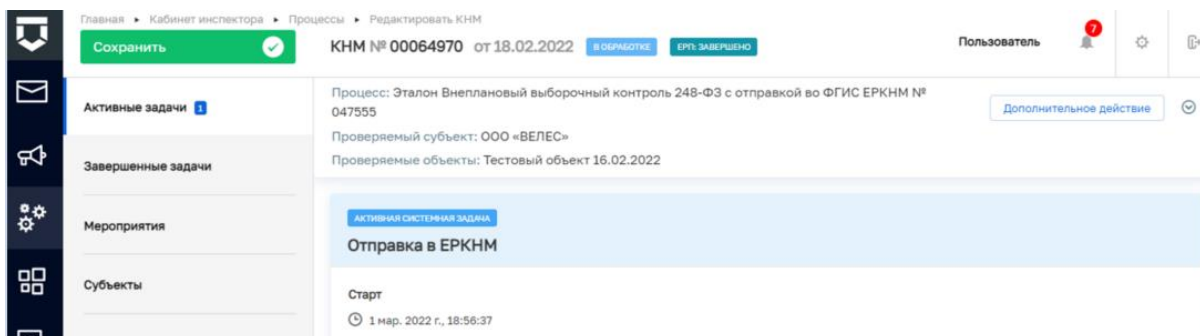 Главная ▸ Кабинет инспектора ▸ Процессы ▸ Редактировать КНМ
Сохранить
КНМ № 00064970 от 18.02.2022 В ОБРАБОТКЕ ЕРП: ЗАВЕРШЕНО
Пользователь
7
Активные задачи 1
Завершенные задачи
Мероприятия
Субъекты
Процесс: Эталон Внеплановый выборочный контроль 248-ФЗ с отправкой во ФГИС ЕРКНМ №
047555
Дополнительное действие
Проверяемый субъект: ООО «ВЕЛЕС»
Проверяемые объекты: Тестовый объект 16.02.2022
АКТИВНАЯ СИСТЕМНАЯ ЗАДАЧА
Отправка в ЕРКНМ
Старт
1 мар. 2022 г., 18:56:37